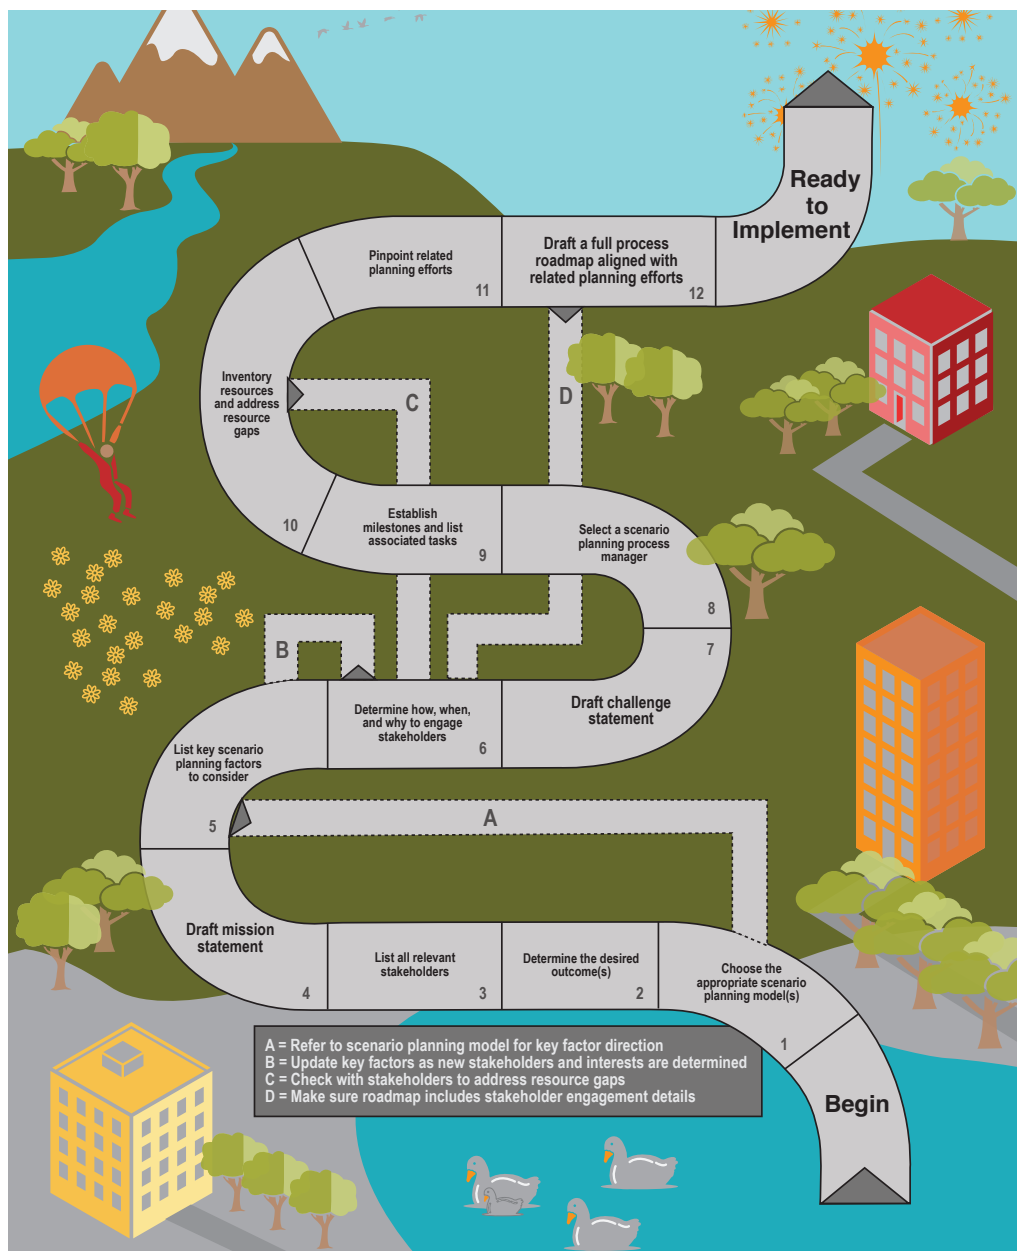 Ready
to
Implement
Pinpoint related
planning efforts
11
Draft a full process
roadmap aligned with
related planning efforts
12
Inventory
resources
and address
resource
gaps
10
C
D
Establish
milestones and list
associated tasks
9
Select a scenario
planning process
manager
8
7
Draft challenge
statement
B
Determine how, when,
and why to engage
stakeholders
6
List key scenario
planning factors
to consider
5
A
Draft mission
statement
4
List all relevant
stakeholders
3
Determine the desired
outcome(s)
2
Choose the
appropriate scenario
planning model(s)
1
Begin
A = Refer to scenario planning model for key factor direction
B = Update key factors as new stakeholders and interests are determined
C = Check with stakeholders to address resource gaps
D = Make sure roadmap includes stakeholder engagement details